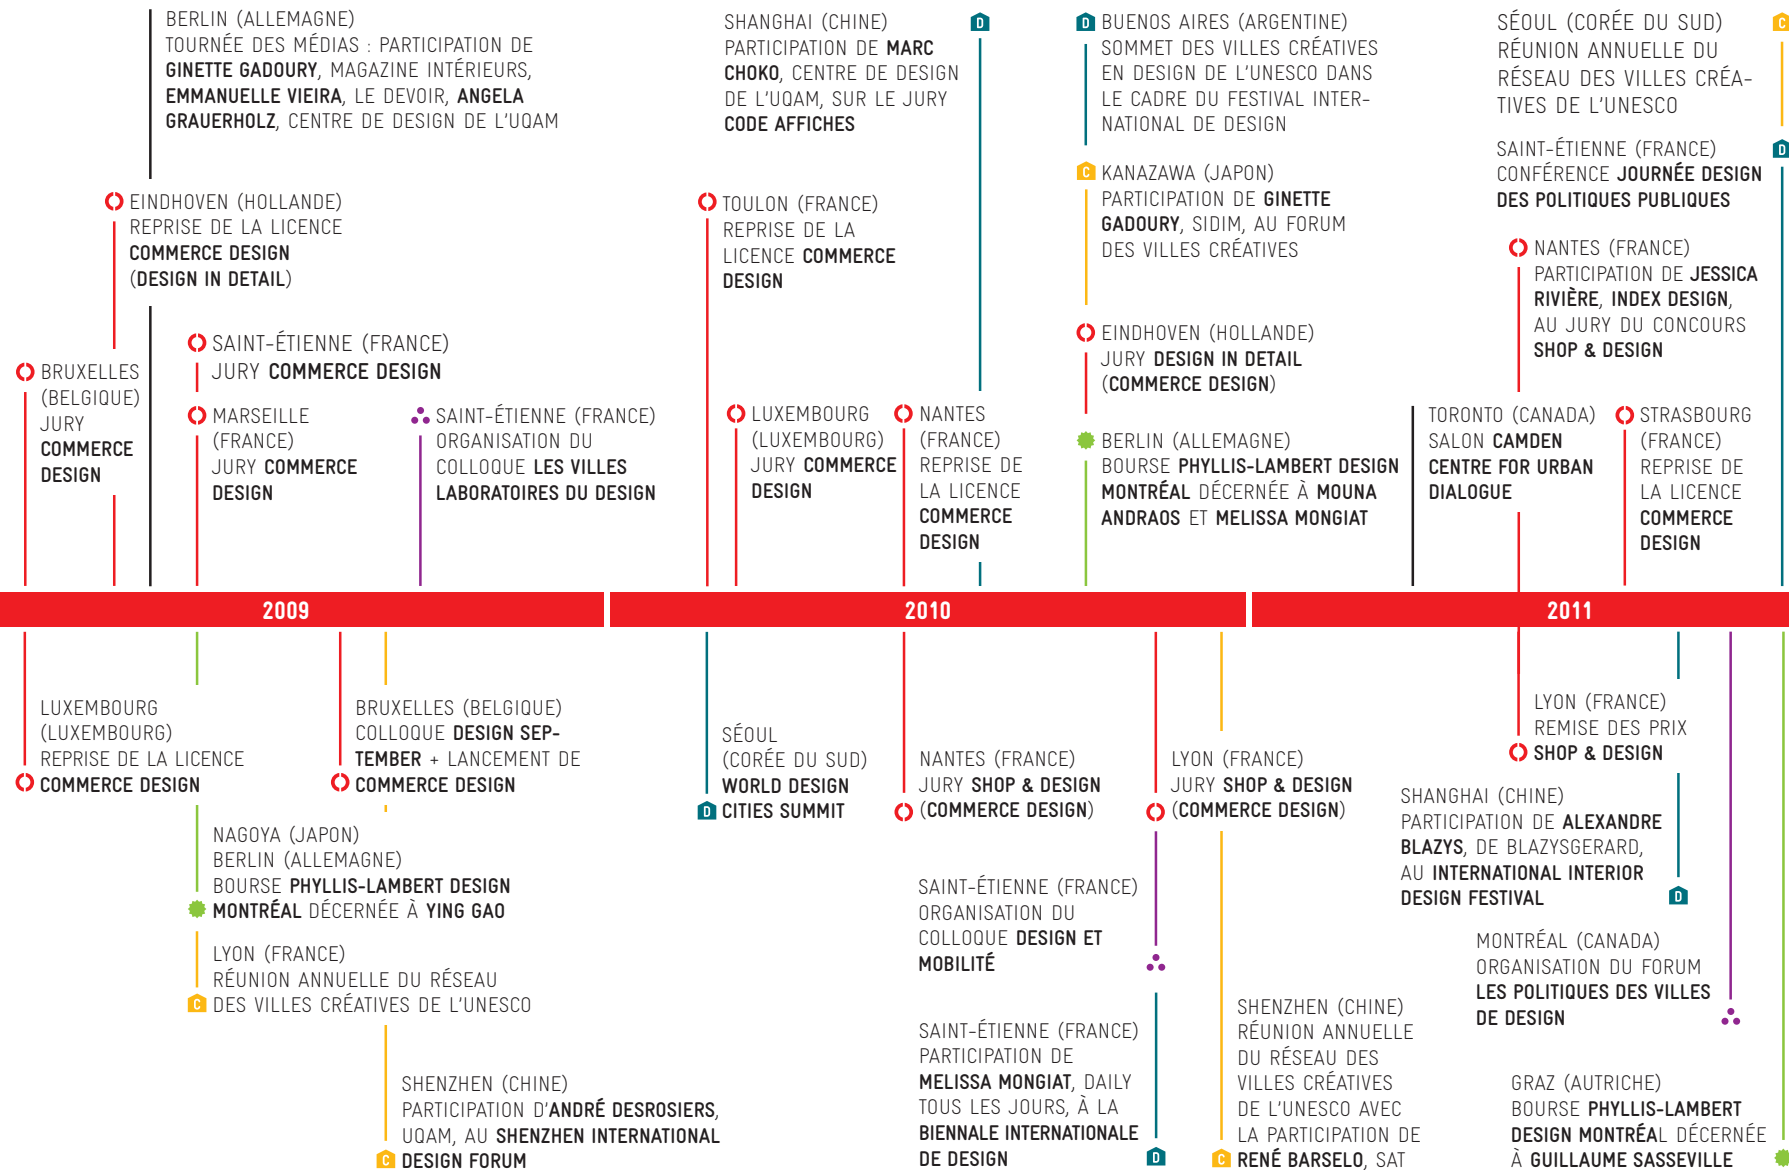 BERLIN (ALLEMAGNE)
TOURNÉE DES MÉDIAS : PARTICIPATION DE
GINETTE GADOURY, MAGAZINE INTÉRIEURS,
EMMANUELLE VIEIRA, LE DEVOIR, ANGELA
GRAUERHOLZ, CENTRE DE DESIGN DE L'UQAM
EINDHOVEN (HOLLANDE)
REPRISE DE LA LICENCE
COMMERCE DESIGN
(DESIGN IN DETAIL)
BRUXELLES
(BELGIQUE)
JURY
COMMERCE
DESIGN
SAINT-ÉTIENNE (FRANCE)
JURY COMMERCE DESIGN
MARSEILLE
(FRANCE)
JURY COMMERCE
DESIGN
SAINT-ÉTIENNE (FRANCE)
ORGANISATION DU
COLLOQUE LES VILLES
LABORATOIRES DU DESIGN
SHANGHAI (CHINE)
PARTICIPATION DE MARC
CHOKO, CENTRE DE DESIGN
DE L'UQAM, SUR LE JURY
CODE AFFICHES
D
TOULON (FRANCE)
REPRISE DE LA
LICENCE COMMERCE
DESIGN
LUXEMBOURG
(LUXEMBOURG)
JURY COMMERCE
DESIGN
NANTES
(FRANCE)
REPRISE DE
LA LICENCE
COMMERCE
DESIGN
D BUENOS AIRES (ARGENTINE)
SOMMET DES VILLES CRÉATIVES
EN DESIGN DE L'UNESCO DANS
LE CADRE DU FESTIVAL INTER-
NATIONAL DE DESIGN
C KANAZAWA (JAPON)
PARTICIPATION DE GINETTE
GADOURY, SIDIM, AU FORUM
DES VILLES CRÉATIVES
EINDHOVEN (HOLLANDE)
JURY DESIGN IN DETAIL
(COMMERCE DESIGN)
BERLIN (ALLEMAGNE)
BOURSE PHYLLIS-LAMBERT DESIGN
MONTRÉAL DÉCERNÉE À MOUNA
ANDRAOS ET MELISSA MONGIAT
SÉOUL (CORÉE DU SUD) C
RÉUNION ANNUELLE DU
RÉSEAU DES VILLES CRÉA-
TIVES DE L'UNESCO
SAINT-ÉTIENNE (FRANCE) D
CONFÉRENCE JOURNÉE DESIGN
DES POLITIQUES PUBLIQUES
NANTES (FRANCE)
PARTICIPATION DE JESSICA
RIVIÈRE, INDEX DESIGN,
AU JURY DU CONCOURS
SHOP & DESIGN
TORONTO (CANADA)
SALON CAMDEN
CENTRE FOR URBAN
DIALOGUE
STRASBOURG
(FRANCE)
REPRISE DE
LA LICENCE
COMMERCE
DESIGN
2009
2010
2011
LUXEMBOURG
(LUXEMBOURG)
REPRISE DE LA LICENCE
COMMERCE DESIGN
BRUXELLES (BELGIQUE)
COLLOQUE DESIGN SEP-
TEMBER + LANCEMENT DE
COMMERCE DESIGN
NAGOYA (JAPON)
BERLIN (ALLEMAGNE)
BOURSE PHYLLIS-LAMBERT DESIGN
MONTRÉAL DÉCERNÉE À YING GAO
LYON (FRANCE)
RÉUNION ANNUELLE DU RÉSEAU
C DES VILLES CRÉATIVES DE L'UNESCO
SHENZHEN (CHINE)
PARTICIPATION D'ANDRÉ DESROSIERS,
UQAM, AU SHENZHEN INTERNATIONAL
C DESIGN FORUM
SÉOUL
(CORÉE DU SUD)
WORLD DESIGN
D CITIES SUMMIT
NANTES (FRANCE)
JURY SHOP & DESIGN
(COMMERCE DESIGN)
SAINT-ÉTIENNE (FRANCE)
ORGANISATION DU
COLLOQUE DESIGN ET
MOBILITÉ
SAINT-ÉTIENNE (FRANCE)
PARTICIPATION DE
MELISSA MONGIAT, DAILY
TOUS LES JOURS, À LA
BIENNALE INTERNATIONALE
DE DESIGN D
LYON (FRANCE)
JURY SHOP & DESIGN
(COMMERCE DESIGN)
SHENZHEN (CHINE)
RÉUNION ANNUELLE
DU RÉSEAU DES
VILLES CRÉATIVES
DE L'UNESCO AVEC
LA PARTICIPATION DE
C RENÉ BARSELO, SAT
LYON (FRANCE)
REMISE DES PRIX
SHOP & DESIGN
SHANGHAI (CHINE)
PARTICIPATION DE ALEXANDRE
BLAZYS, DE BLAZYSGERARD,
AU INTERNATIONAL INTERIOR
DESIGN FESTIVAL D
MONTRÉAL (CANADA)
ORGANISATION DU FORUM
LES POLITIQUES DES VILLES
DE DESIGN
GRAZ (AUTRICHE)
BOURSE PHYLLIS-LAMBERT
DESIGN MONTRÉAL DÉCERNÉE
À GUILLAUME SASSEVILLE